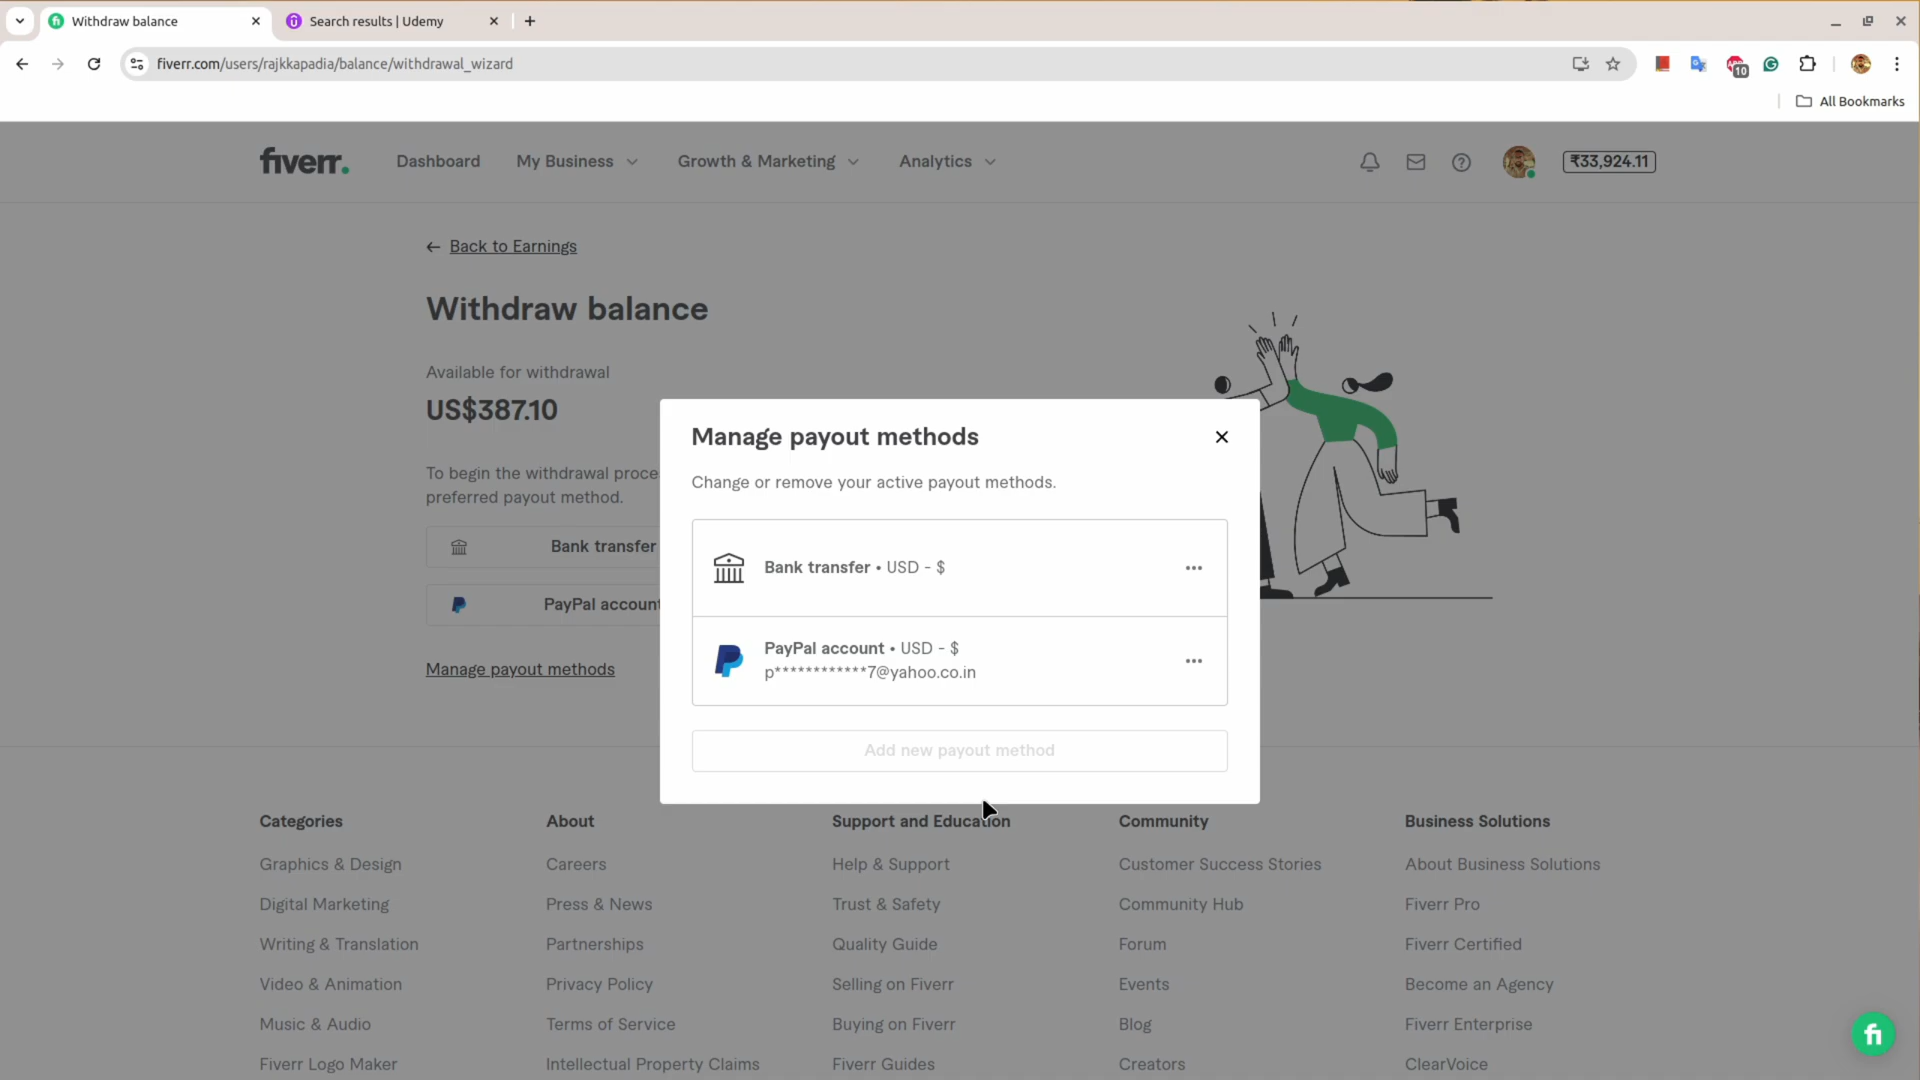 Withdraw balance
Search results | Udemy
fiverr.com/users/rajkkapadia/balance/withdrawal_wizard
10
All Bookmarks
fiverr.
Dashboard
My Business
Growth & Marketing
Analytics
₹33,924.11
Back to Earnings
Withdraw balance
Available for withdrawal
US$387.10
To begin the withdrawal proce
preferred payout method.
Bank transfer
PayPal account
Manage payout methods
Manage payout methods
Change or remove your active payout methods.
Bank transfer • USD - $
PayPal account • USD - $
p************7@yahoo.co.in
Add new payout method
Categories
Graphics & Design
Digital Marketing
Writing & Translation
Video & Animation
Music & Audio
Fiverr Logo Maker
About
Careers
Press & News
Partnerships
Privacy Policy
Terms of Service
Intellectual Property Claims
Support and Education
Help & Support
Trust & Safety
Quality Guide
Selling on Fiverr
Buying on Fiverr
Fiverr Guides
Community
Customer Success Stories
Community Hub
Forum
Events
Blog
Creators
Business Solutions
About Business Solutions
Fiverr Pro
Fiverr Certified
Become an Agency
Fiverr Enterprise
ClearVoice
fi